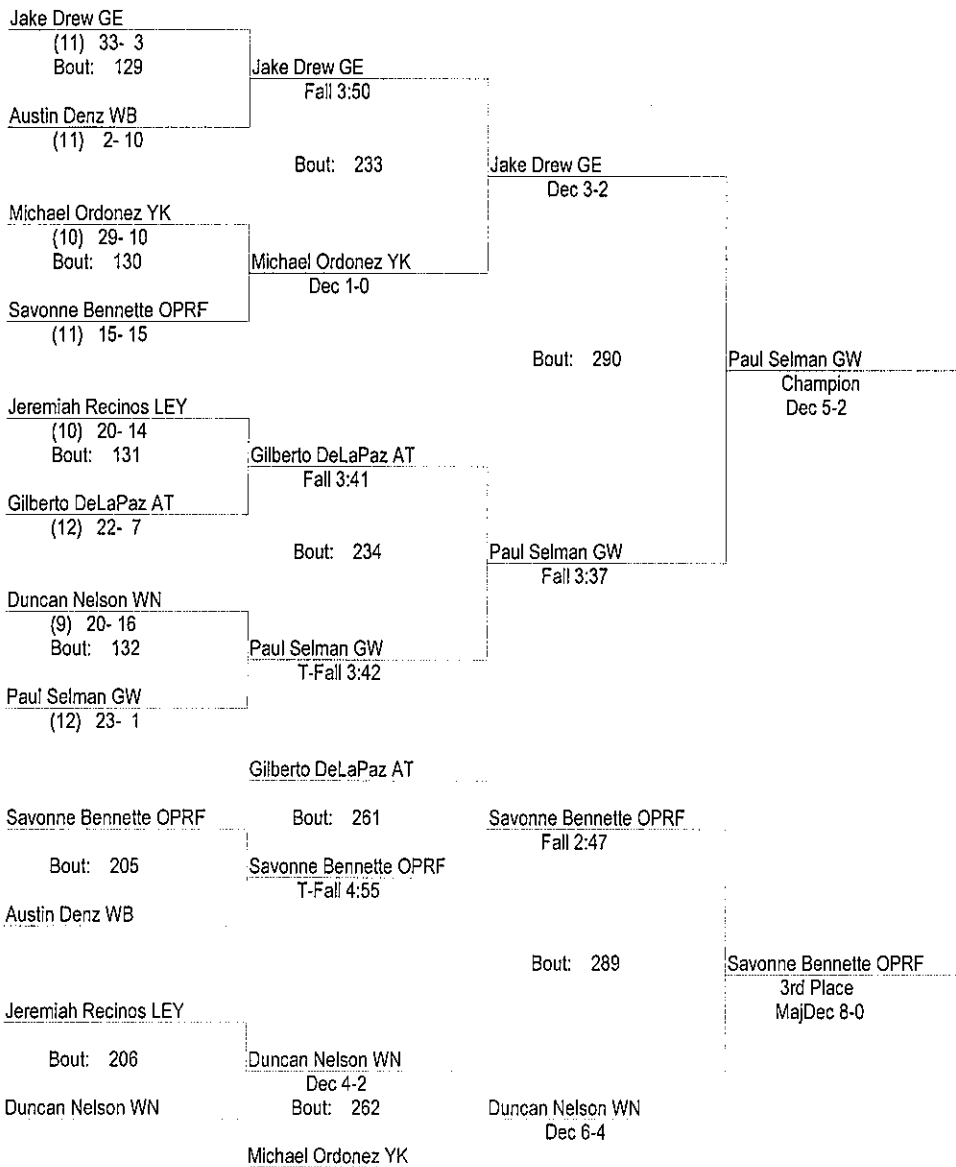 Jake Drew GE
(11) 33- 3
Bout: 129
Jake Drew GE
Fall 3:50
Austin Denz WB
(11) 2- 10
Bout: 233
Jake Drew GE
Dec 3-2
Michael Ordonez YK
(10) 29- 10
Bout: 130
Michael Ordonez YK
Dec 1-0
Savonne Bennette OPRF
(11) 15- 15
Bout: 290
Paul Selman GW
Champion
Dec 5-2
Jeremiah Recinos LEY
(10) 20- 14
Bout: 131
Gilberto DeLaPaz AT
Fall 3:41
Gilberto DeLaPaz AT
(12) 22- 7
Bout: 234
Paul Selman GW
Fall 3:37
Duncan Nelson WN
(9) 20- 16
Bout: 132
Paul Selman GW
T-Fall 3:42
Paul Selman GW
(12) 23- 1
Gilberto DeLaPaz AT
Savonne Bennette OPRF
Bout: 261
Savonne Bennette OPRF
Fall 2:47
Bout: 205
Savonne Bennette OPRF
T-Fall 4:55
Austin Denz WB
Bout: 289
Savonne Bennette OPRF
3rd Place
MajDec 8-0
Jeremiah Recinos LEY
Bout: 206
Duncan Nelson WN
Dec 4-2
Duncan Nelson WN
Bout: 262
Duncan Nelson WN
Dec 6-4
Michael Ordonez YK